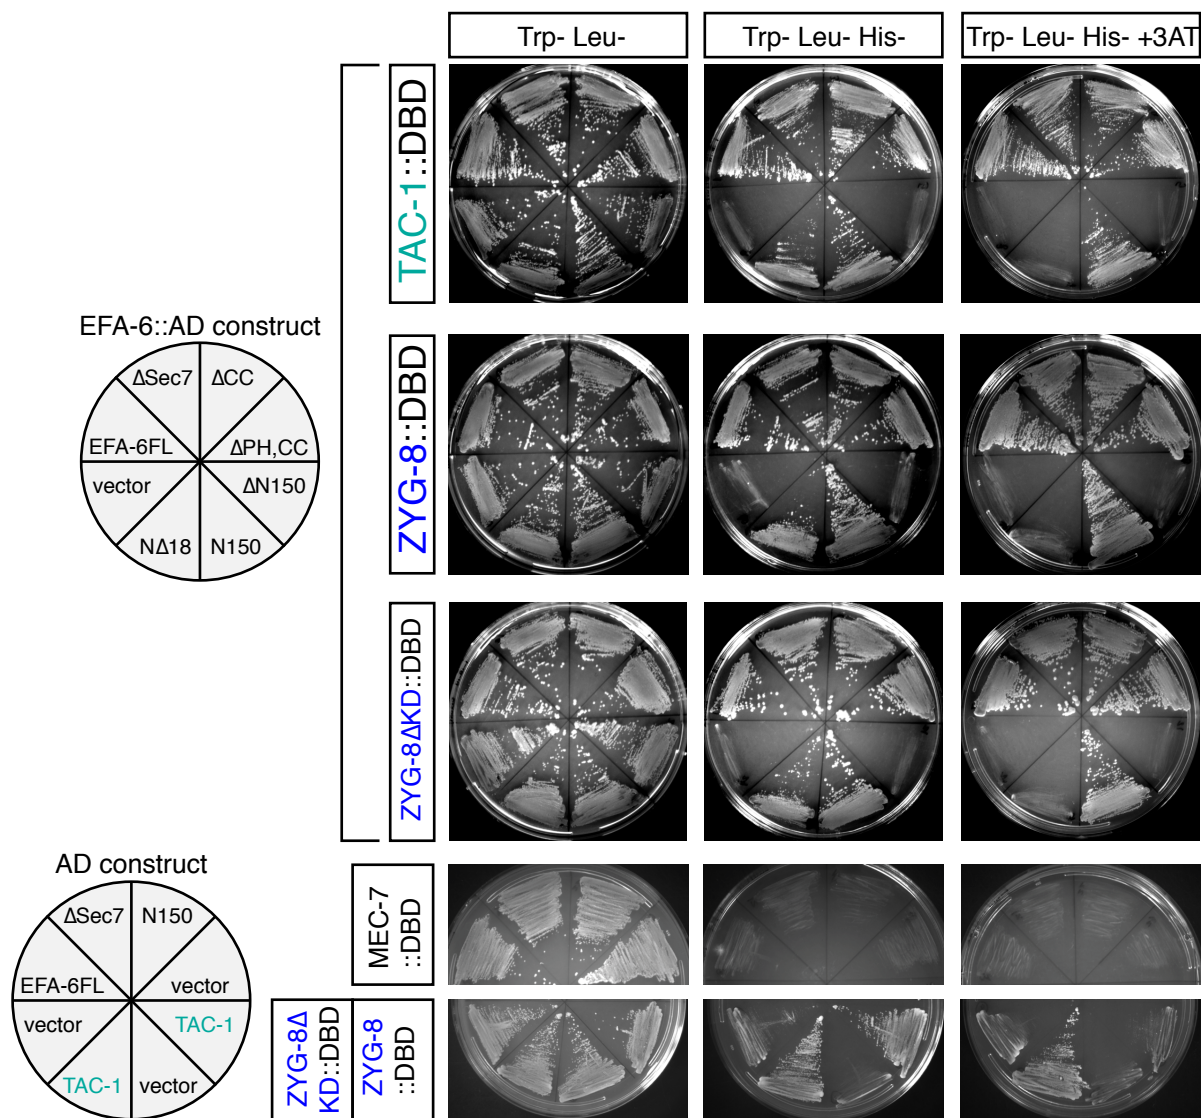 Trp- Leu-
Trp- Leu- His-
Trp- Leu- His- +3AT
TAC-1::DBD
EFA-6::AD construct
ΔSec7
ΔCC
EFA-6FL
ΔPH,CC
vector
ΔN150
NΔ18
N150
ZYG-8::DBD
ZYG-8ΔKD::DBD
AD construct
ΔSec7
N150
EFA-6FL
vector
vector
TAC-1
TAC-1
vector
MEC-7
::DBD
ZYG-8Δ
KD::DBD
ZYG-8
::DBD